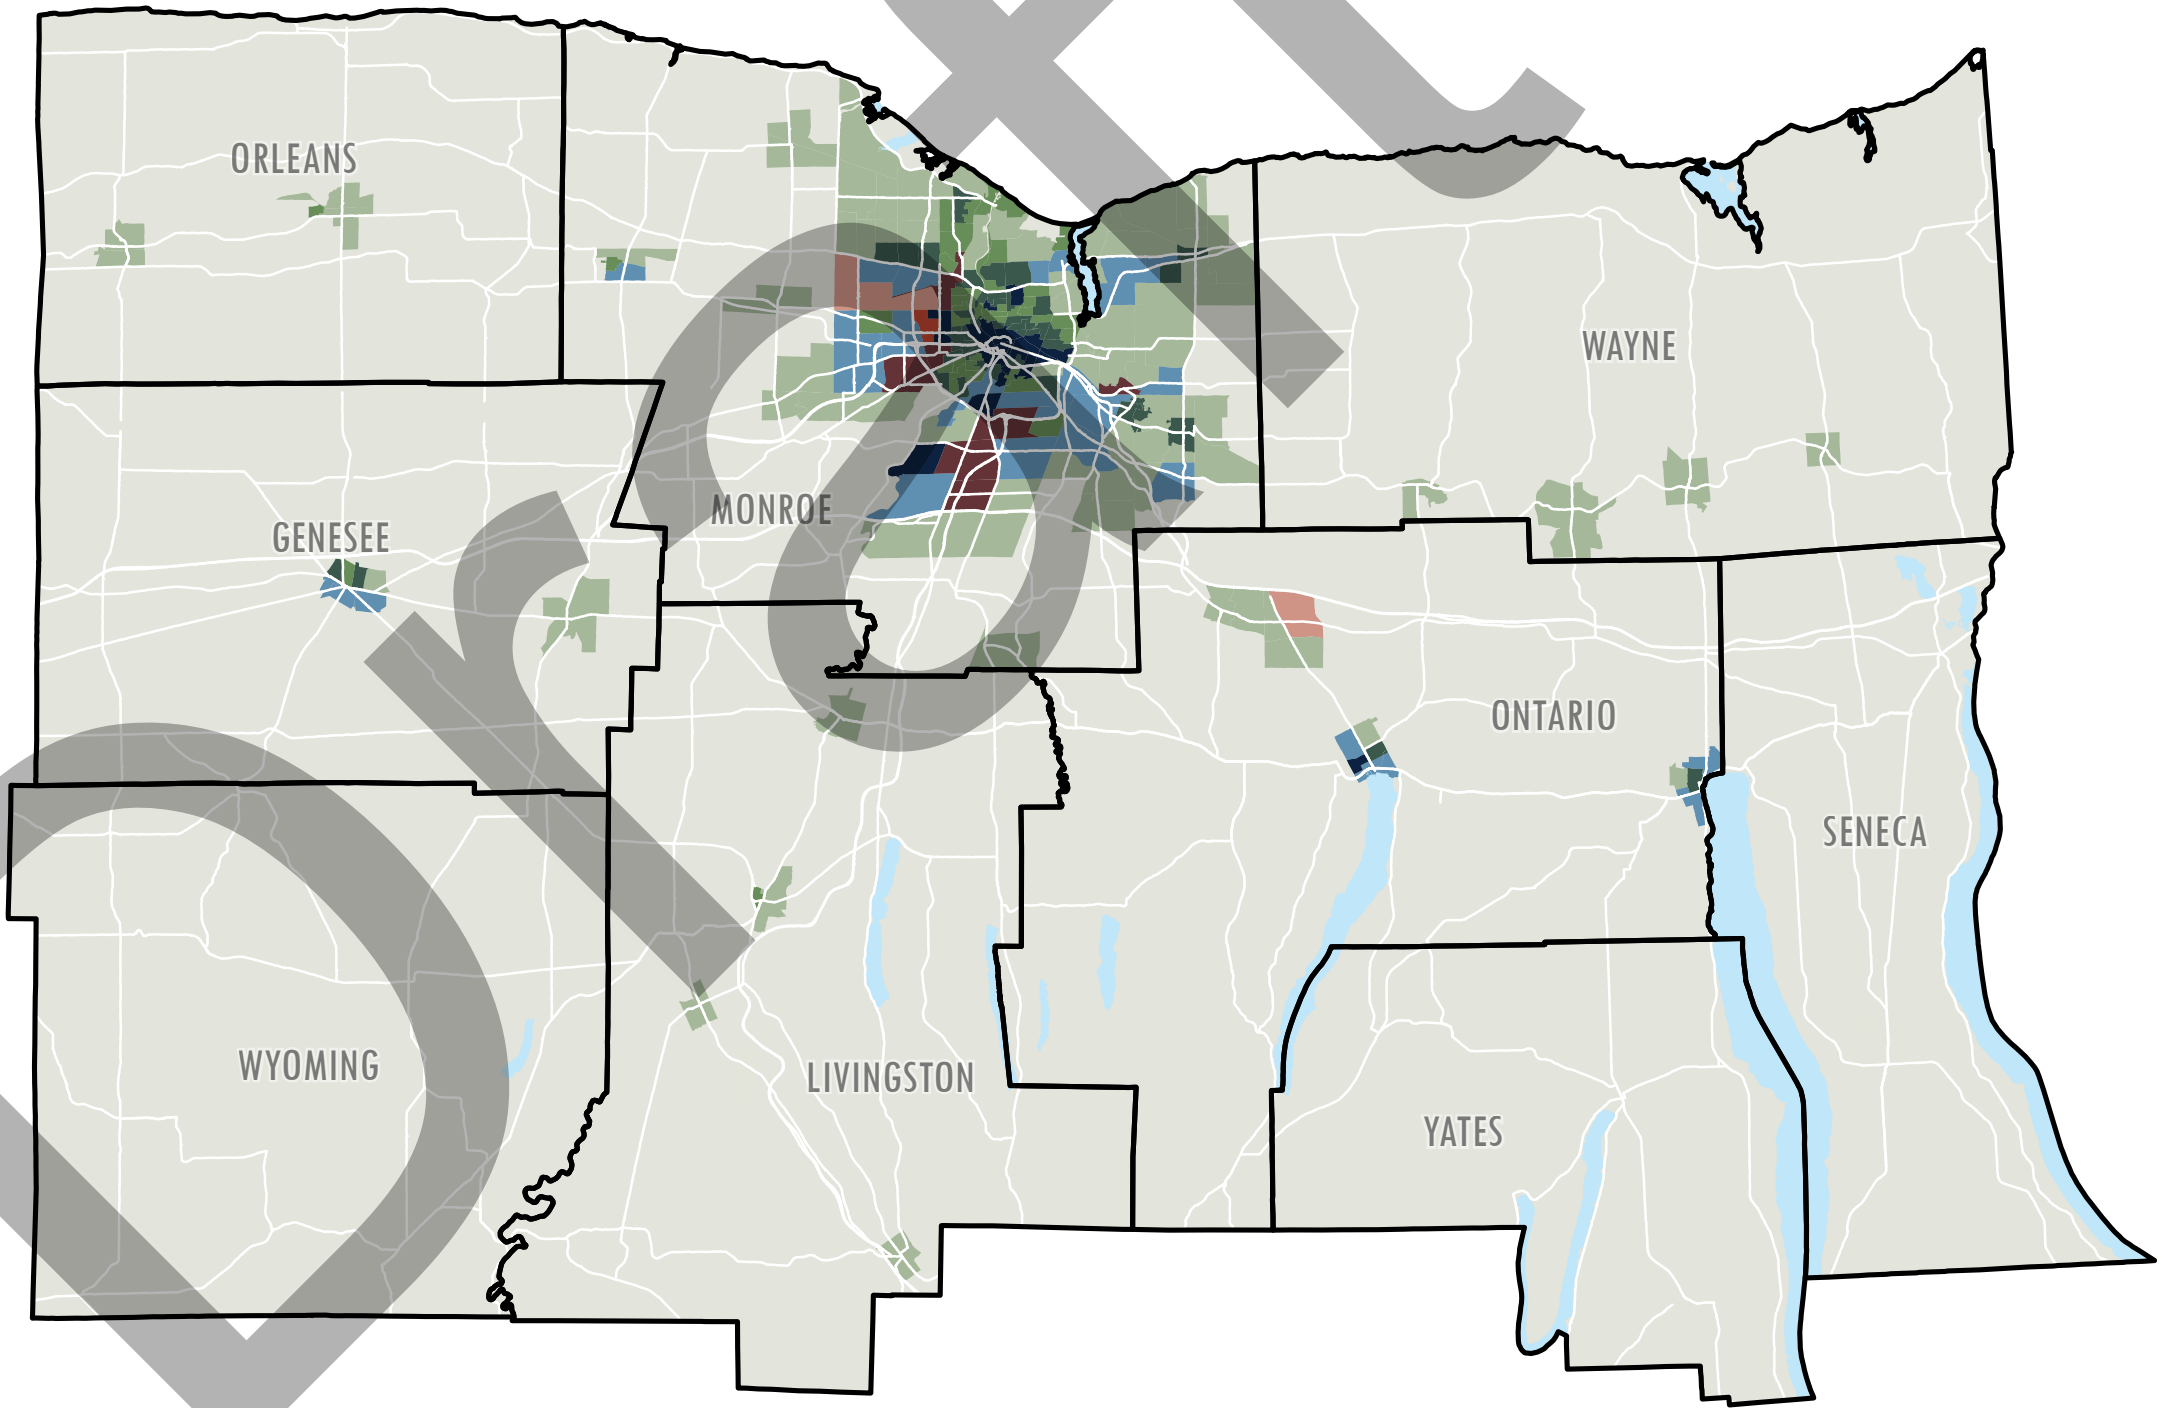 ORLEANS
WAYNE
MONROE
GENESEE
ONTARIO
SENECA
WYOMING
LIVINGSTON
YATES
Draft